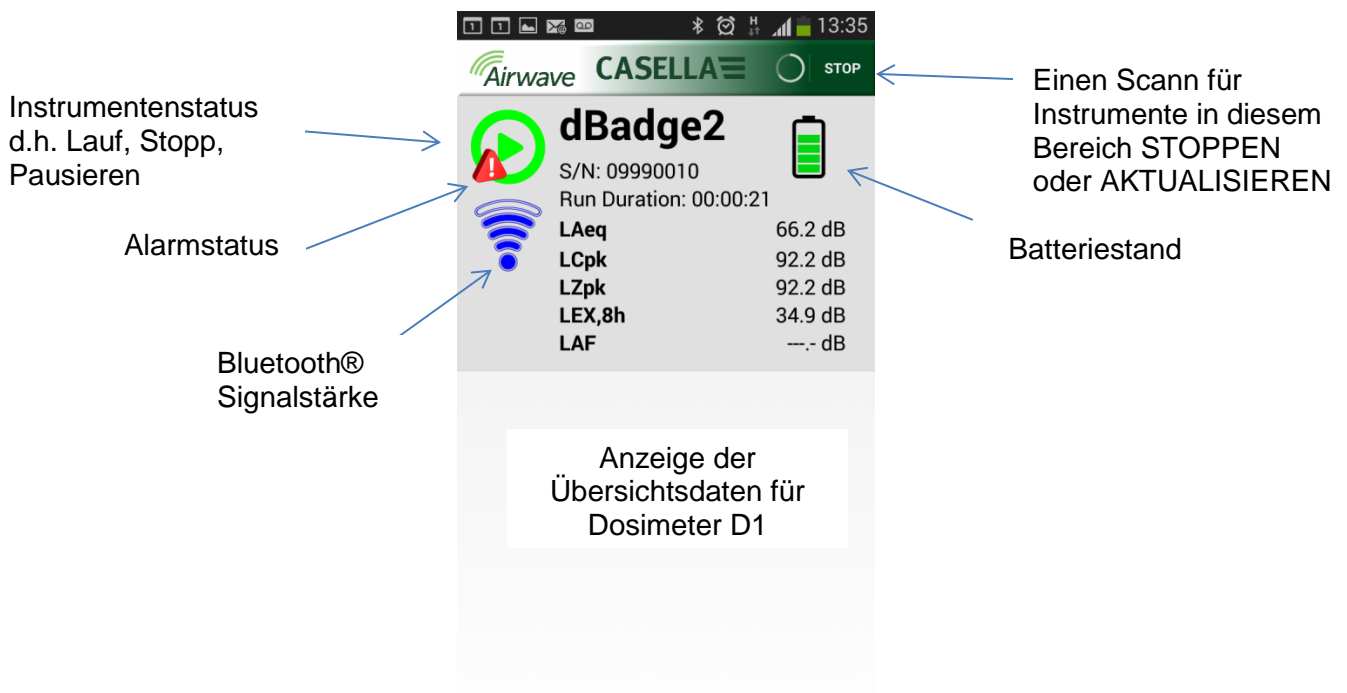 13:35
Airwave CASELLA STOP
Instrumentenstatus
d.h. Lauf, Stopp,
Pausieren
Alarmstatus
Bluetooth®
Signalstärke
dBadge2
S/N: 09990010
Run Duration: 00:00:21
LAeq 66.2 dB
LCpk 92.2 dB
LZpk 92.2 dB
LEX,8h 34.9 dB
LAF ---.- dB
Anzeige der
Übersichtsdaten für
Dosimeter D1
Einen Scann für
Instrumente in diesem
Bereich STOPPEN
oder AKTUALISIEREN
Batteriestand